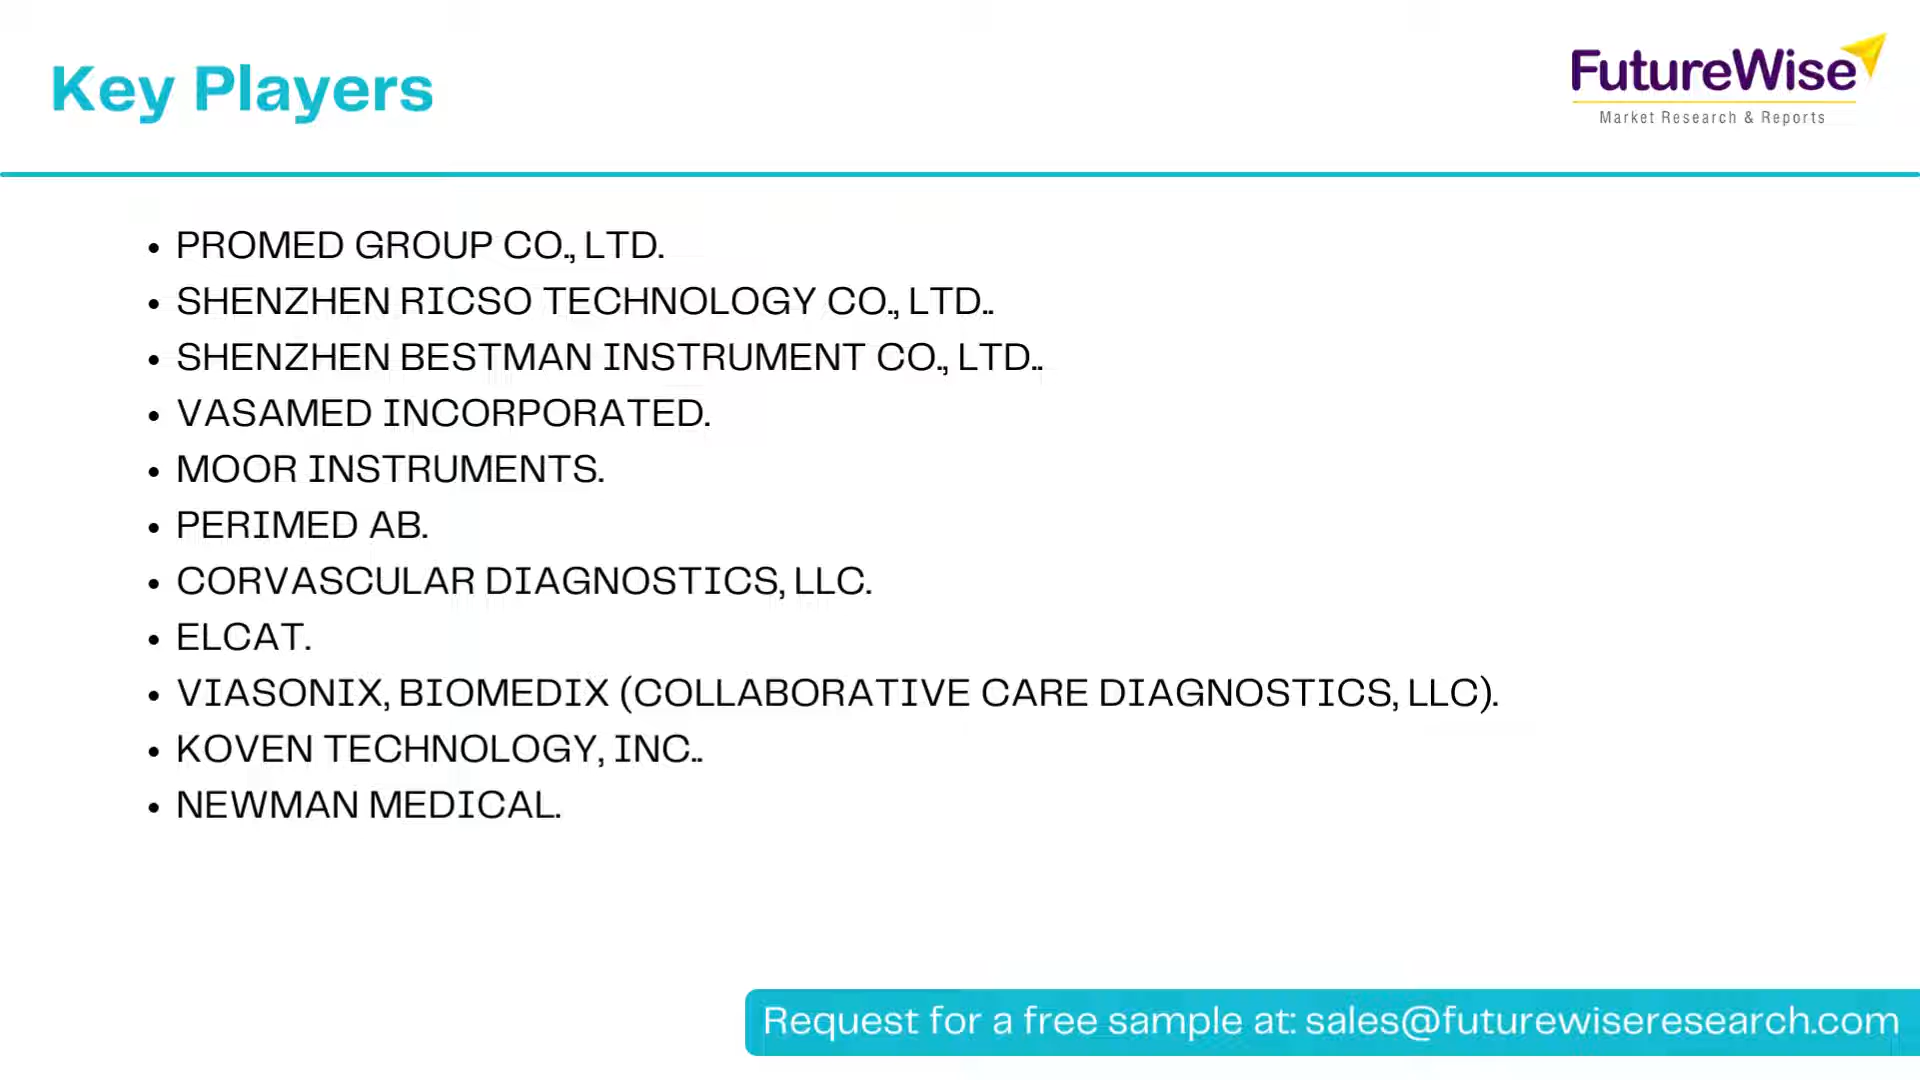 Key Players
FutureWise
Market Research & Reports
• PROMED GROUP CO., LTD.
• SHENZHEN RICSO TECHNOLOGY CO., LTD..
• SHENZHEN BESTMAN INSTRUMENT CO., LTD..
• VASAMED INCORPORATED.
• MOOR INSTRUMENTS.
• PERIMED AB.
• CORVASCULAR DIAGNOSTICS, LLC.
• ELCAT.
• VIASONIX, BIOMEDIX (COLLABORATIVE CARE DIAGNOSTICS, LLC).
• KOVEN TECHNOLOGY, INC..
• NEWMAN MEDICAL.
Request for a free sample at: sales@futurewiseresearch.com